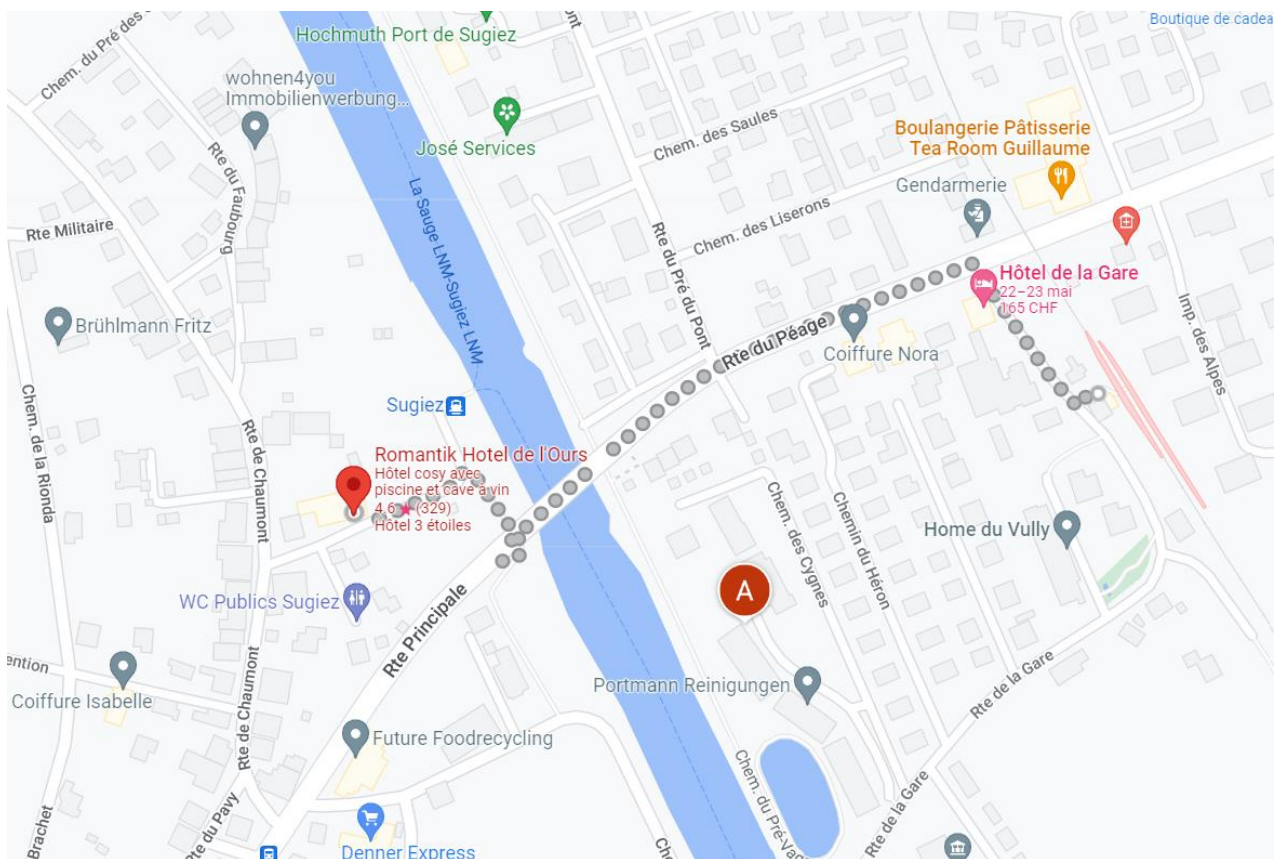 Boutique de cadea
Hochmuth Port de Sugiez
Chem. du Pré des
wohnen4you
Immobilienwerbung...
José Services
Chem. des Saules
Boulangerie Pâtisserie
Tea Room Guillaume
Gendarmerie
Rte du Faubourg
La Sauge LNM-Sugiez LNM
Rte Militaire
Rte du Pré du Pont
Chem. des Liserons
Hôtel de la Gare
22–23 mai
165 CHF
Brühlmann Fritz
Rte du Péage
Coiffure Nora
Imp. des Alpes
Chem. de la Rionda
Sugiez
Rte de Chaumont
Romantik Hotel de l'Ours
Hôtel cosy avec
piscine et cave à vin
4,6 ★ (329)
Hôtel 3 étoiles
Chem. des Cygnes
Chemin du Héron
Home du Vully
A
WC Publics Sugiez
Rte Principale
ention
Coiffure Isabelle
Rte de Chaumont
Portmann Reinigungen
Rte de la Gare
Future Foodrecycling
Chem. du Pré-Va
Rte de la Gare
Rte du Pavy
Brachet
Denner Express